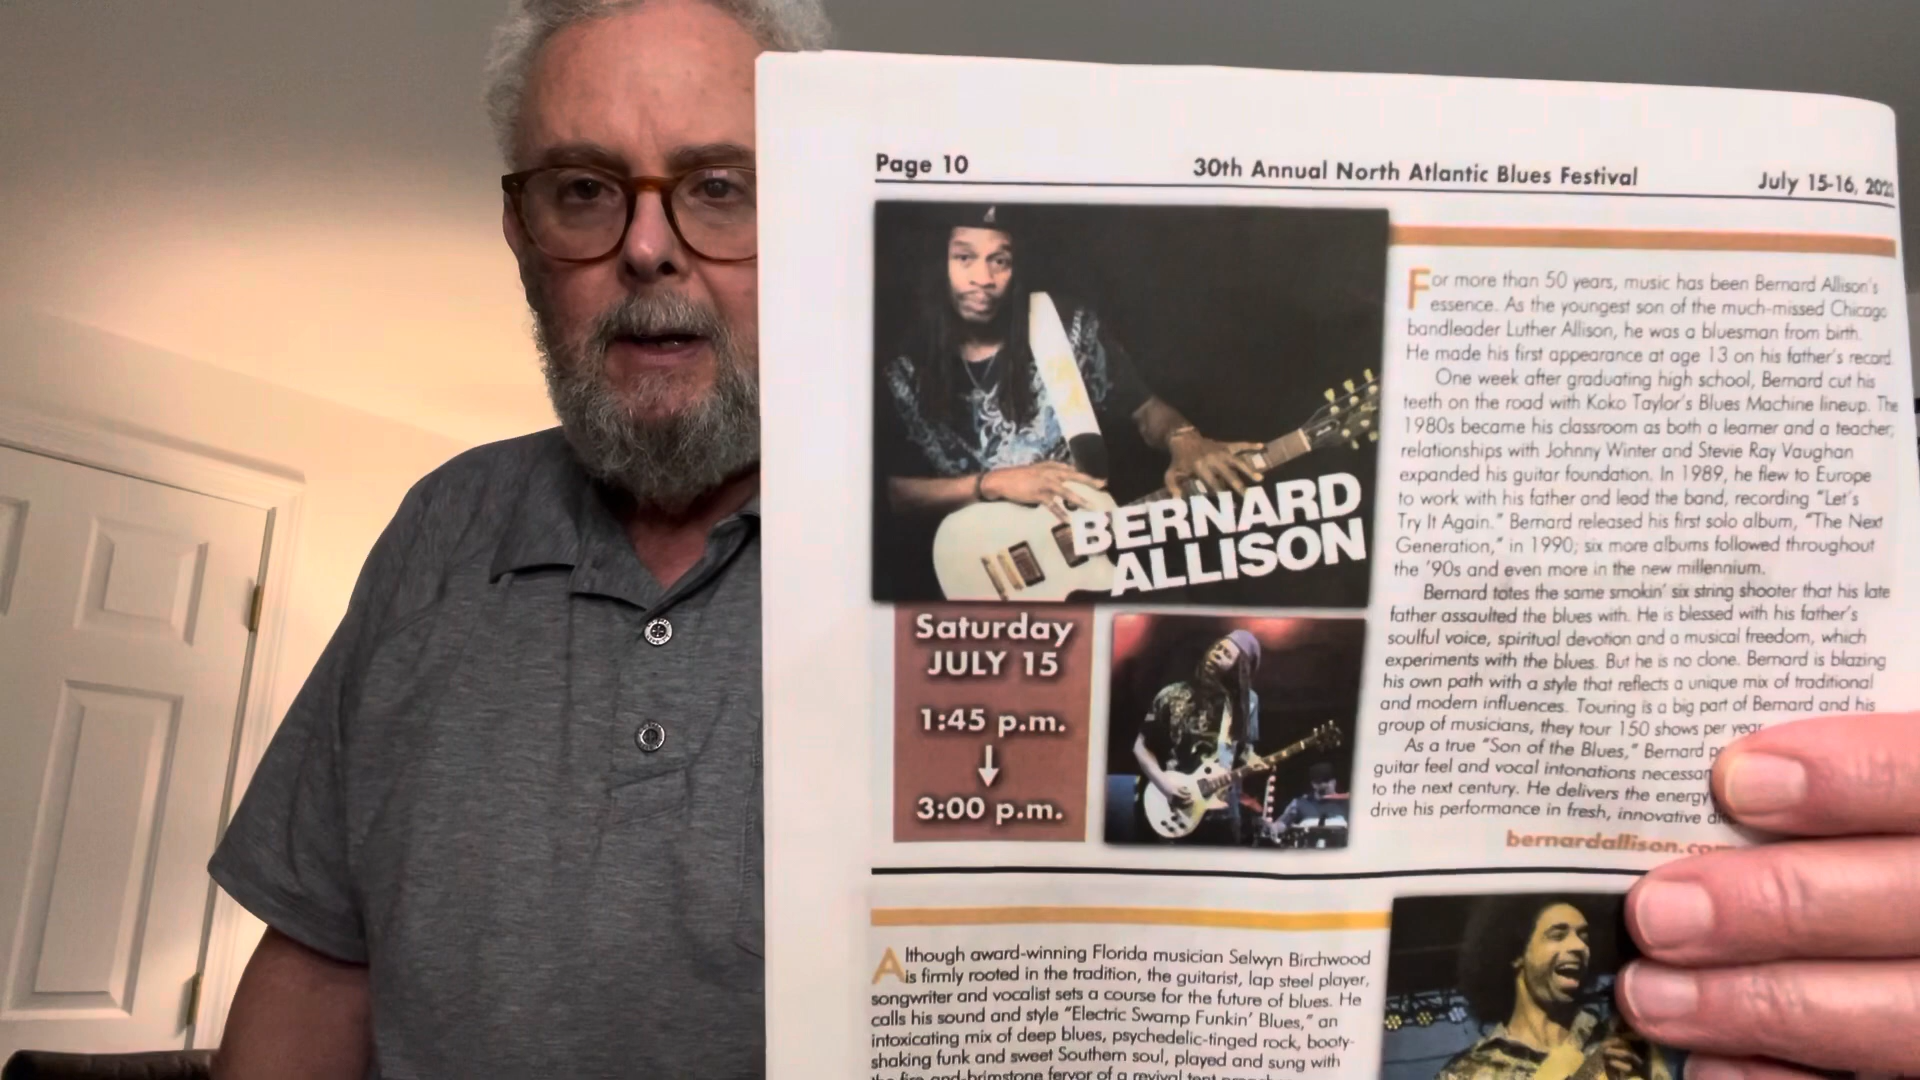 Page 10
30th Annual North Atlantic Blues Festival
July 15-16, 2023
BERNARD
ALLISON
Saturday
JULY 15
1:45 p.m.
↓
3:00 p.m.
For more than 50 years, music has been Bernard Allison's
essence. As the youngest son of the much-missed Chicago
bandleader Luther Allison, he was a bluesman from birth.
He made his first appearance at age 13 on his father's record.
One week after graduating high school, Bernard cut his
teeth on the road with Koko Taylor's Blues Machine lineup. The
1980s became his classroom as both a learner and a teacher;
relationships with Johnny Winter and Stevie Ray Vaughan
expanded his guitar foundation. In 1989, he flew to Europe
to work with his father and lead the band, recording "Let's
Try It Again." Bernard released his first solo album, "The Next
Generation," in 1990; six more albums followed throughout
the '90s and even more in the new millennium.
Bernard totes the same smokin' six string shooter that his late
father assaulted the blues with. He is blessed with his father's
soulful voice, spiritual devotion and a musical freedom, which
experiments with the blues. But he is no clone. Bernard is blazing
his own path with a style that reflects a unique mix of traditional
and modern influences. Touring is a big part of Bernard and his
group of musicians, they tour 150 shows per year.
As a true "Son of the Blues," Bernard
guitar feel and vocal intonations
to the next century. He delivers the energy
drive his performance in fresh, innovative
bernardallison.com
Although award-winning Florida musician Selwyn Birchwood
is firmly rooted in the tradition, the guitarist, lap steel player,
songwriter and vocalist sets a course for the future of blues. He
calls his sound and style "Electric Swamp Funkin' Blues," an
intoxicating mix of deep blues, psychedelic-tinged rock, booty-
shaking funk and sweet Southern soul, played and sung with
the fire-and-brimstone fervor of a revival tent